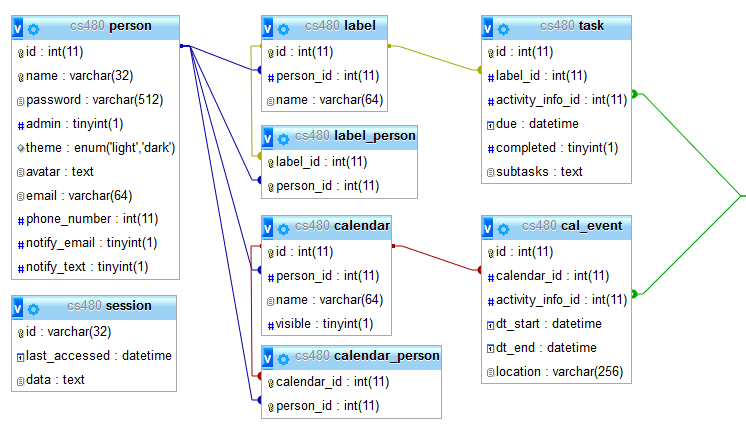 cs480 person
id : int(11)
name : varchar(32)
password : varchar(512)
admin : tinyint(1)
theme : enum('light','dark')
avatar : text
email : varchar(64)
phone_number : int(11)
notify_email : tinyint(1)
notify_text : tinyint(1)
cs480 session
id : varchar(32)
last_accessed : datetime
data : text
cs480 label
id : int(11)
person_id : int(11)
name : varchar(64)
cs480 label_person
label_id : int(11)
person_id : int(11)
cs480 calendar
id : int(11)
person_id : int(11)
name : varchar(64)
visible : tinyint(1)
cs480 calendar_person
calendar_id : int(11)
person_id : int(11)
cs480 task
id : int(11)
label_id : int(11)
activity_info_id : int(11)
due : datetime
completed : tinyint(1)
subtasks : text
cs480 cal_event
id : int(11)
calendar_id : int(11)
activity_info_id : int(11)
dt_start : datetime
dt_end : datetime
location : varchar(256)